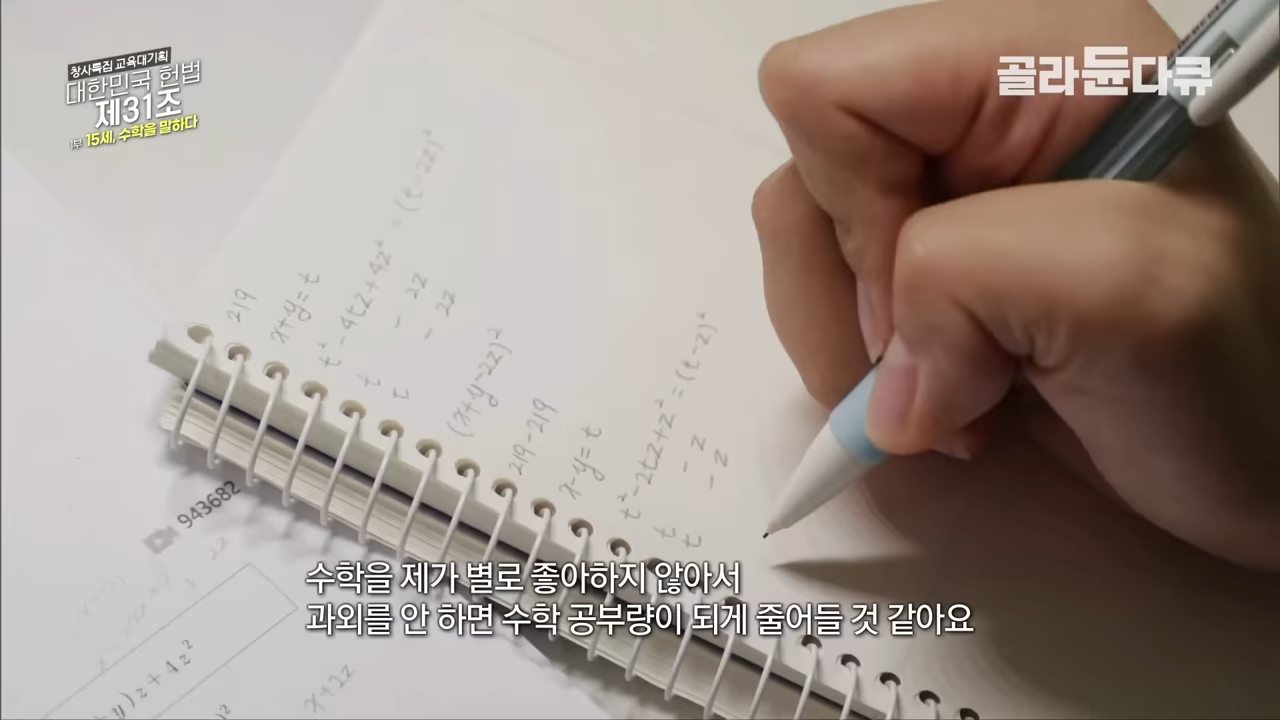 창사특집 교육대기획
대한민국 헌법
제31조
1부 15세, 수학을 말하다
골라듄다큐
219
x+y=t
t²-4tz+4z²=(t-2z)²
t - 2z
t - 2z
(x+y-2z)²
219-219
x-y=t
t²-2tz+z²=(t-z)²
t - z
t - z
943682
y)z+4z²
x+2z
수학을 제가 별로 좋아하지 않아서
과외를 안 하면 수학 공부량이 되게 줄어들 것 같아요